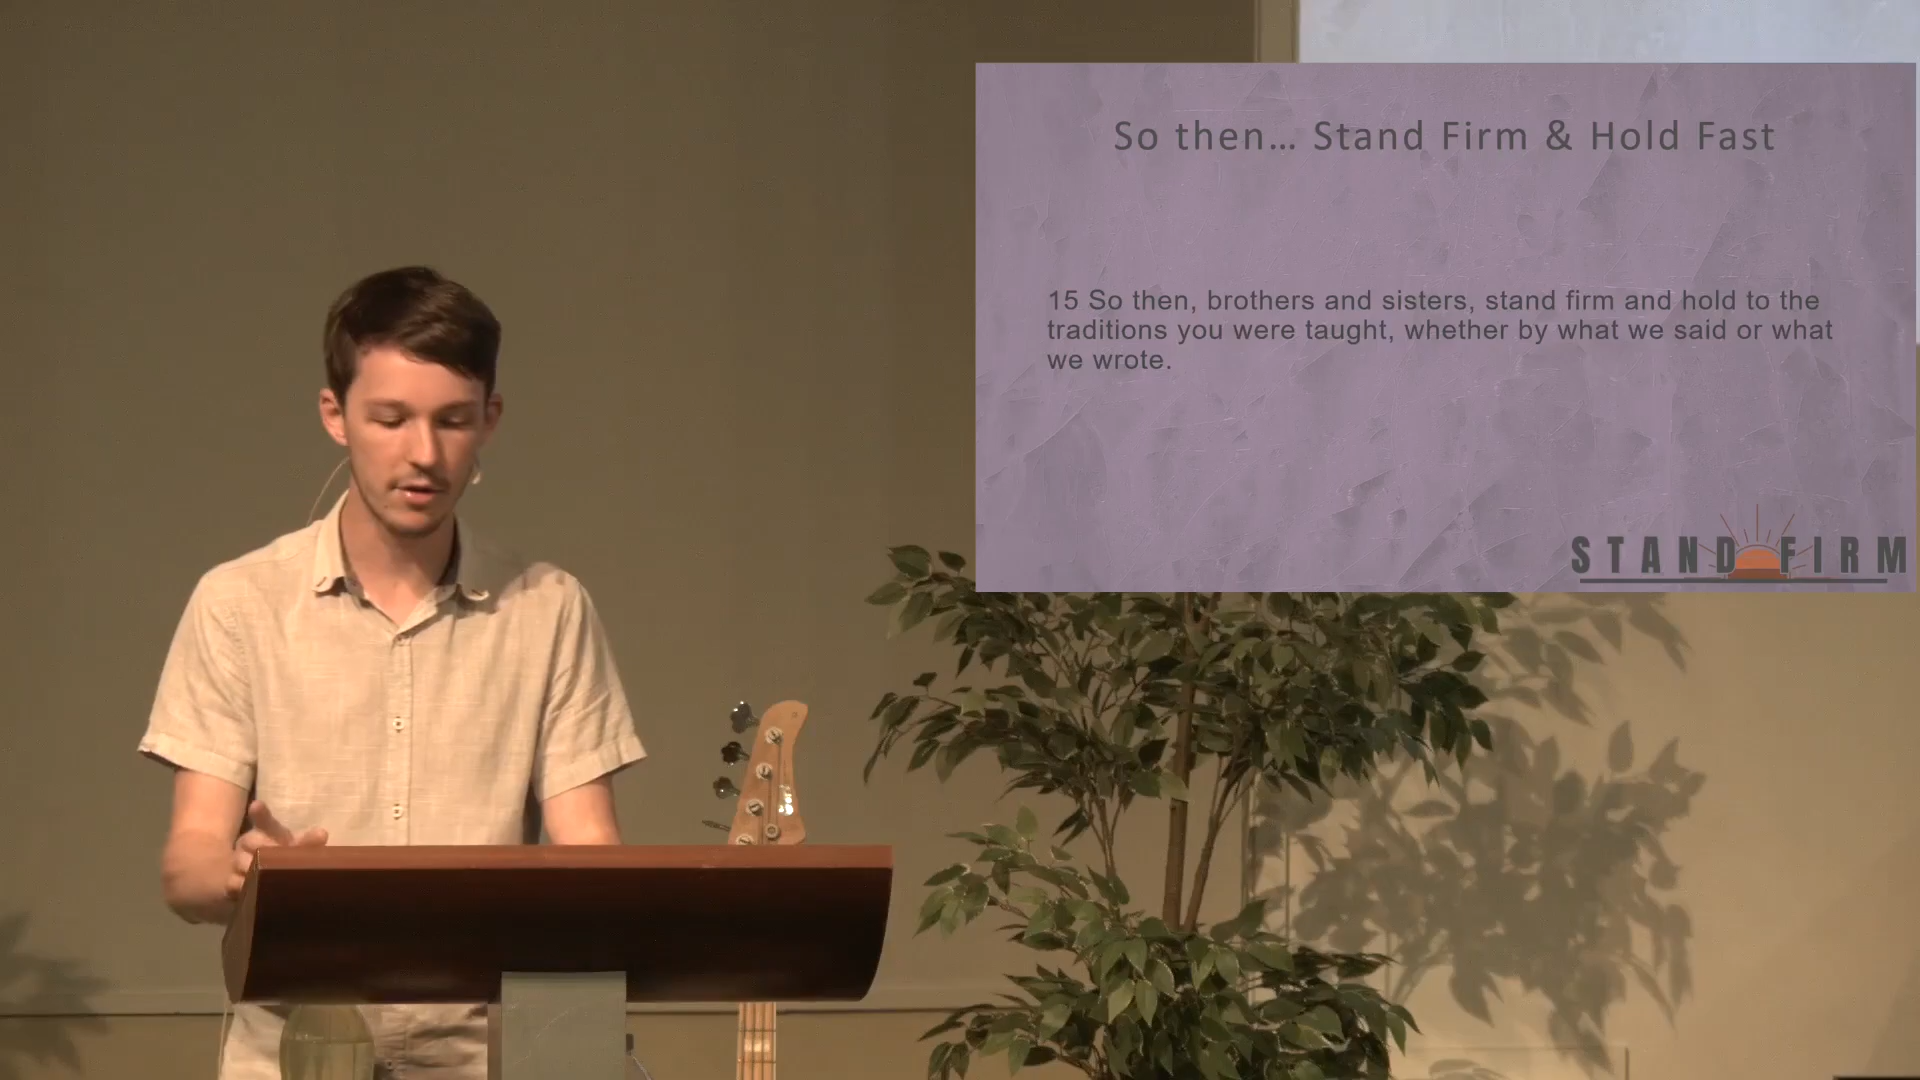 So then... Stand Firm & Hold Fast
15 So then, brothers and sisters, stand firm and hold to the
traditions you were taught, whether by what we said or what
we wrote.
STAND FIRM